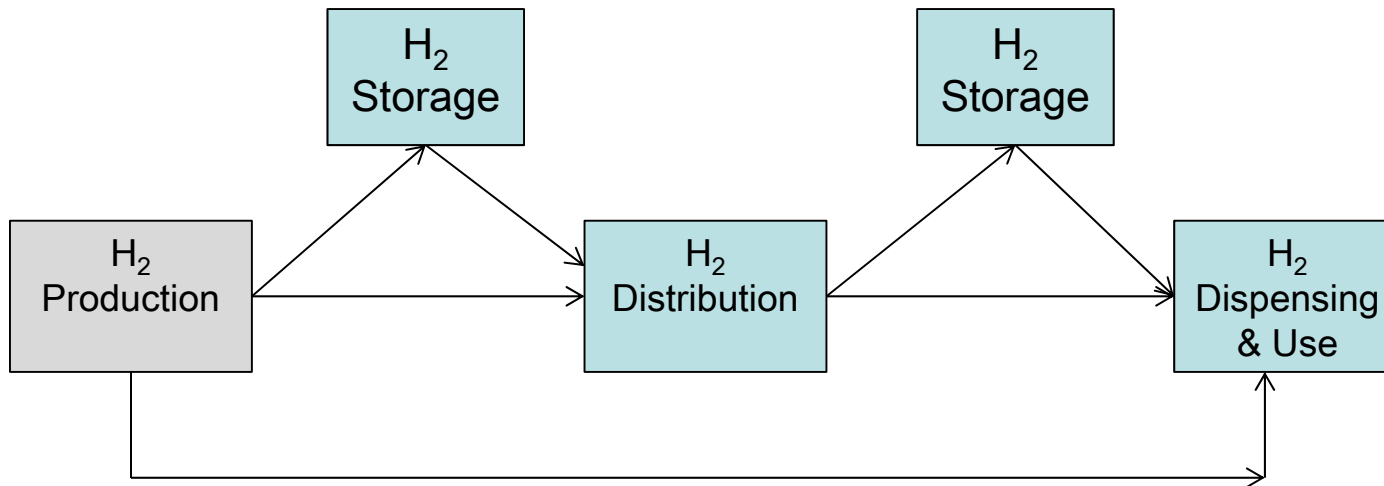 H₂
Storage
H₂
Storage
H₂
Production
H₂
Distribution
H₂
Dispensing
& Use